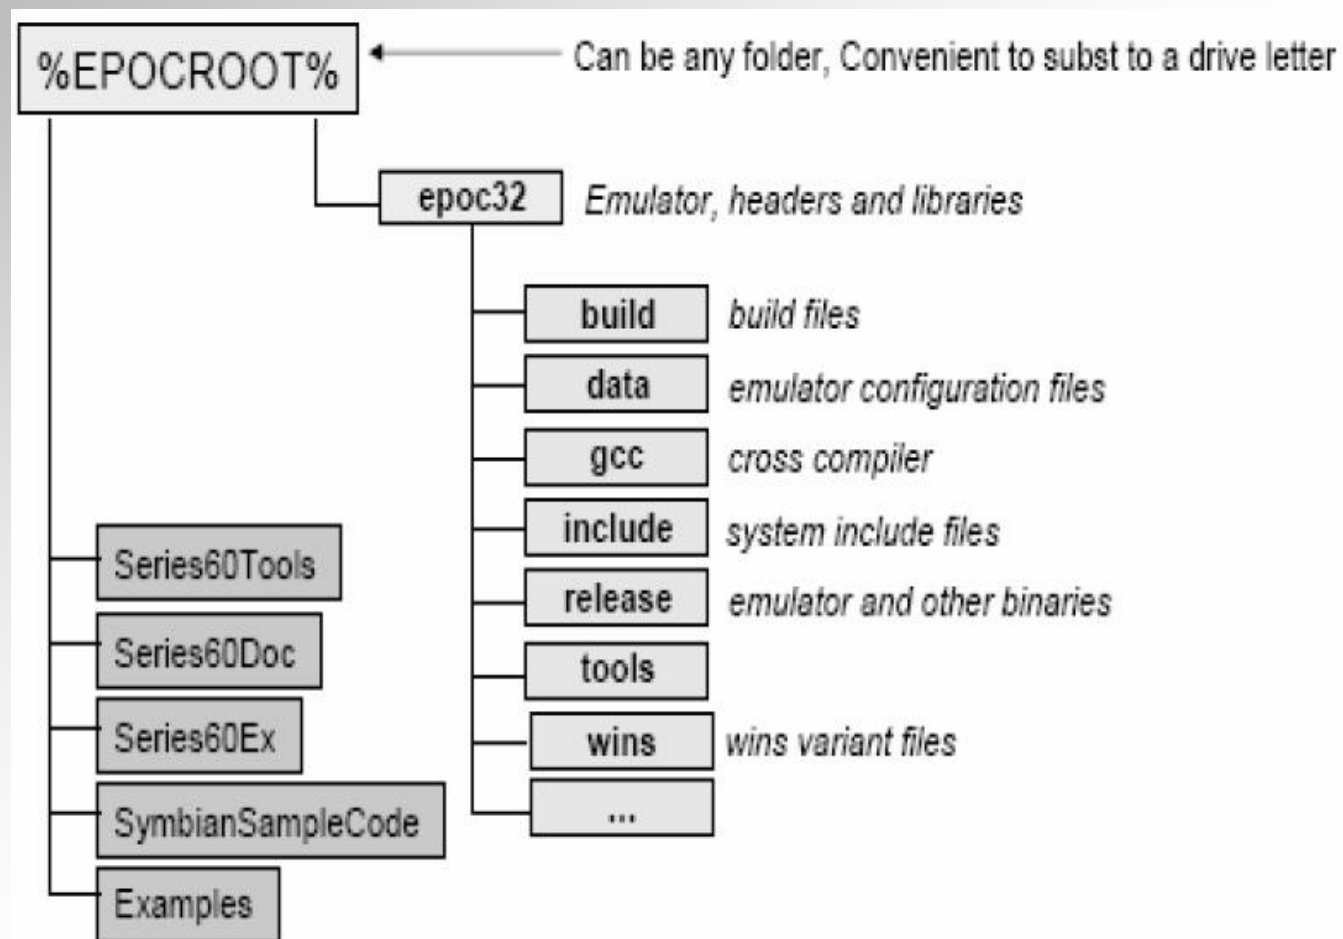 %EPOCROOT%
Can be any folder, Convenient to subst to a drive letter
epoc32
Emulator, headers and libraries
build
build files
data
emulator configuration files
gcc
cross compiler
include
system include files
release
emulator and other binaries
tools
wins
wins variant files
...
Series60Tools
Series60Doc
Series60Ex
SymbianSampleCode
Examples